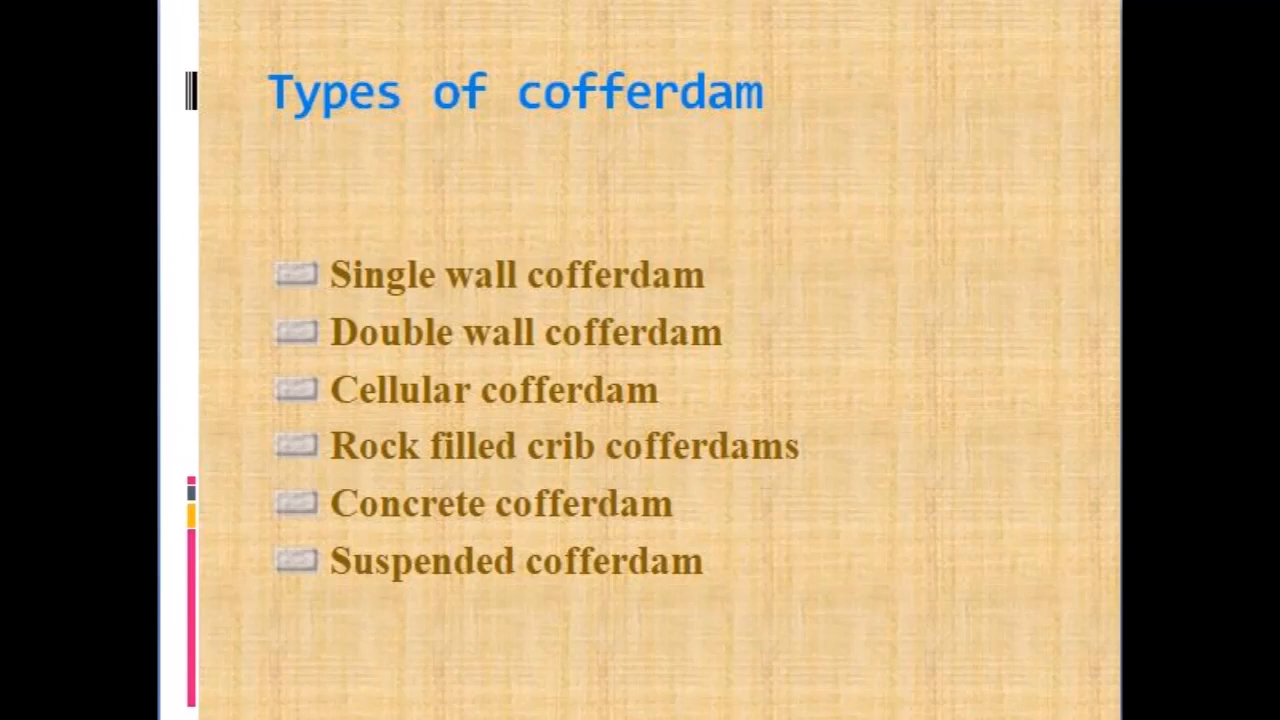 Types of cofferdam
Single wall cofferdam
Double wall cofferdam
Cellular cofferdam
Rock filled crib cofferdams
Concrete cofferdam
Suspended cofferdam